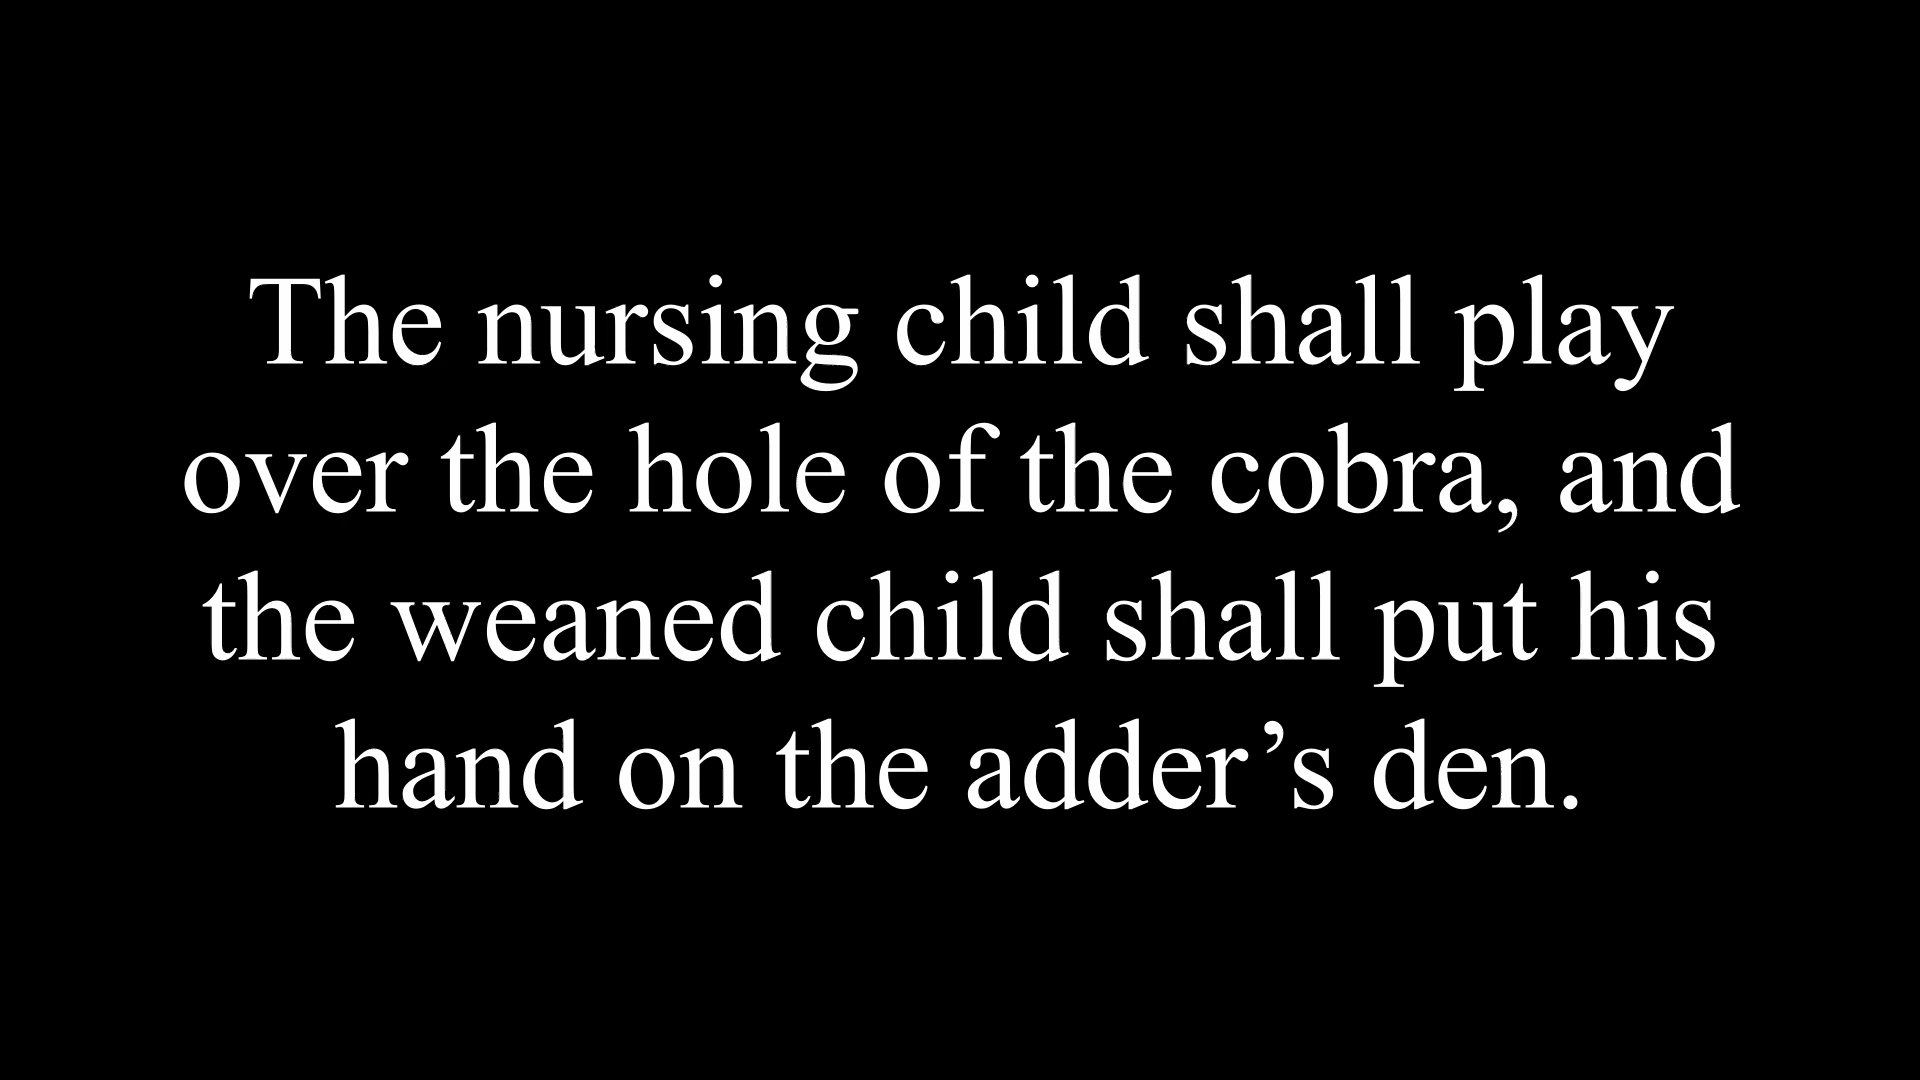 The nursing child shall play
over the hole of the cobra, and
the weaned child shall put his
hand on the adder’s den.